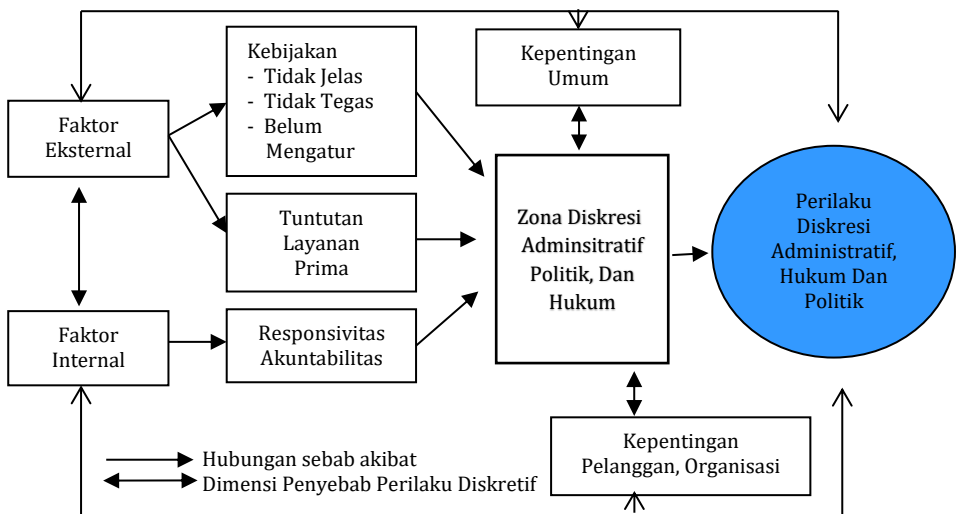 Kebijakan
- Tidak Jelas
- Tidak Tegas
- Belum
Mengatur
Kepentingan
Umum
Faktor
Eksternal
Tuntutan
Layanan
Prima
Zona Diskresi
Adminsitratif
Politik, Dan
Hukum
Perilaku
Diskresi
Administratif,
Hukum Dan
Politik
Faktor
Internal
Responsivitas
Akuntabilitas
Kepentingan
Pelanggan, Organisasi
Hubungan sebab akibat
Dimensi Penyebab Perilaku Diskretif